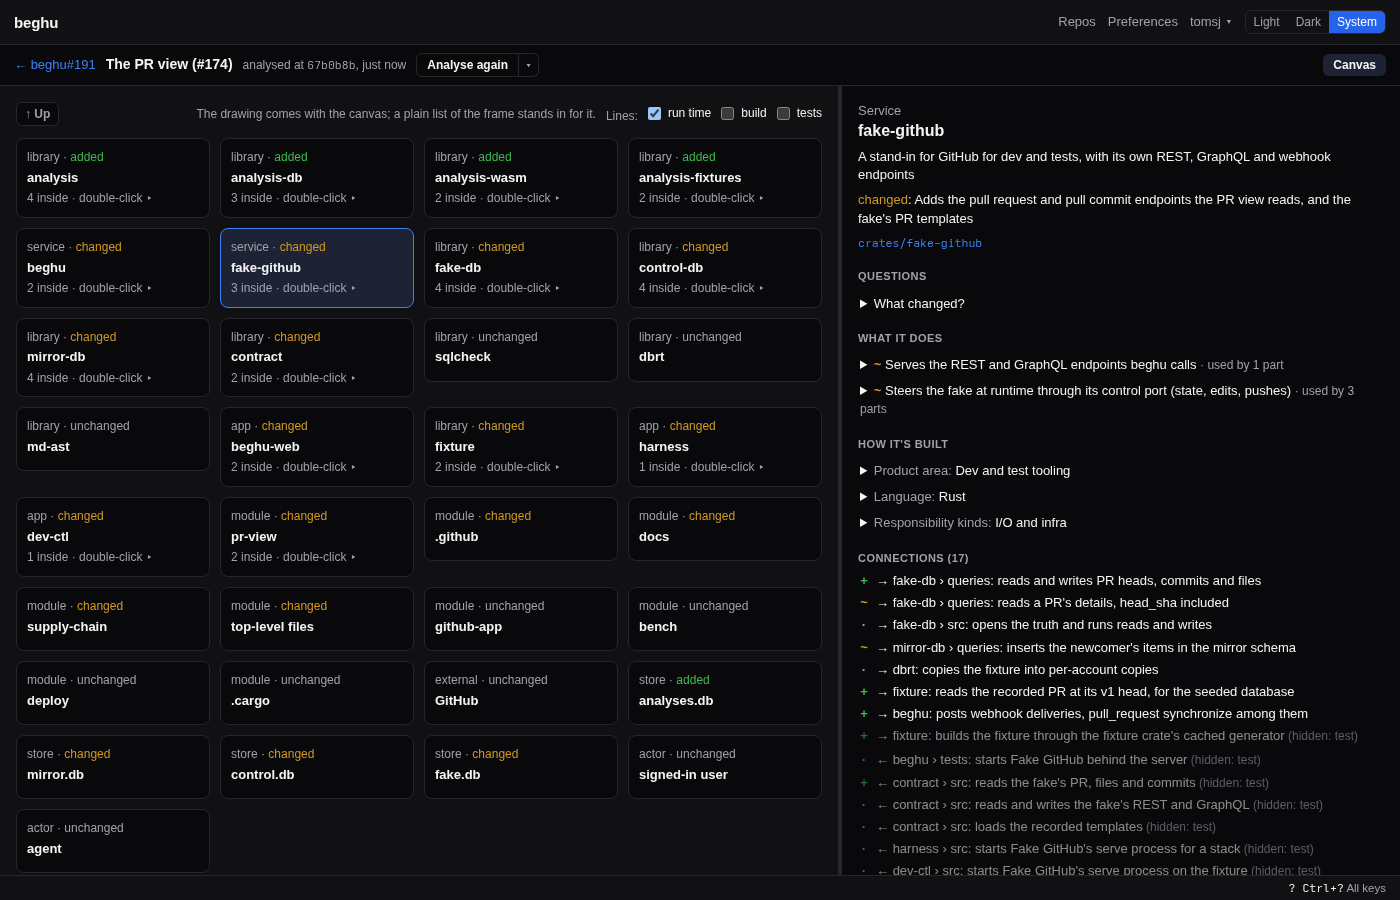 beghu
Repos Preferences tomsj ▾ Light Dark System
← beghu#191 The PR view (#174) analysed at 67b0b8b, just now Analyse again ▾ Canvas
↑ Up The drawing comes with the canvas; a plain list of the frame stands in for it. Lines: run time build tests
library · added
analysis
4 inside · double-click ▸
library · added
analysis-db
3 inside · double-click ▸
library · added
analysis-wasm
2 inside · double-click ▸
library · added
analysis-fixtures
2 inside · double-click ▸
service · changed
beghu
2 inside · double-click ▸
service · changed
fake-github
3 inside · double-click ▸
library · changed
fake-db
4 inside · double-click ▸
library · changed
control-db
4 inside · double-click ▸
library · changed
mirror-db
4 inside · double-click ▸
library · changed
contract
2 inside · double-click ▸
library · unchanged
sqlcheck
library · unchanged
dbrt
library · unchanged
md-ast
app · changed
beghu-web
2 inside · double-click ▸
library · changed
fixture
2 inside · double-click ▸
app · changed
harness
1 inside · double-click ▸
app · changed
dev-ctl
1 inside · double-click ▸
module · changed
pr-view
2 inside · double-click ▸
module · changed
.github
module · changed
docs
module · changed
supply-chain
module · changed
top-level files
module · unchanged
github-app
module · unchanged
bench
module · unchanged
deploy
module · unchanged
.cargo
external · unchanged
GitHub
store · added
analyses.db
store · changed
mirror.db
store · changed
control.db
store · changed
fake.db
actor · unchanged
signed-in user
actor · unchanged
agent
Service
fake-github
A stand-in for GitHub for dev and tests, with its own REST, GraphQL and webhook
endpoints
changed: Adds the pull request and pull commit endpoints the PR view reads, and the
fake's PR templates
crates/fake-github
QUESTIONS
▶ What changed?
WHAT IT DOES
▶ ~ Serves the REST and GraphQL endpoints beghu calls · used by 1 part
▶ ~ Steers the fake at runtime through its control port (state, edits, pushes) · used by 3
parts
HOW IT'S BUILT
▶ Product area: Dev and test tooling
▶ Language: Rust
▶ Responsibility kinds: I/O and infra
CONNECTIONS (17)
+ → fake-db › queries: reads and writes PR heads, commits and files
~ → fake-db › queries: reads a PR's details, head_sha included
· → fake-db › src: opens the truth and runs reads and writes
~ → mirror-db › queries: inserts the newcomer's items in the mirror schema
· → dbrt: copies the fixture into per-account copies
+ → fixture: reads the recorded PR at its v1 head, for the seeded database
+ → beghu: posts webhook deliveries, pull_request synchronize among them
+ → fixture: builds the fixture through the fixture crate's cached generator (hidden: test)
· ← beghu › tests: starts Fake GitHub behind the server (hidden: test)
+ ← contract › src: reads the fake's PR, files and commits (hidden: test)
· ← contract › src: reads and writes the fake's REST and GraphQL (hidden: test)
· ← contract › src: loads the recorded templates (hidden: test)
· ← harness › src: starts Fake GitHub's serve process for a stack (hidden: test)
· ← dev-ctl › src: starts Fake GitHub's serve process on the fixture (hidden: test)
? Ctrl+? All keys